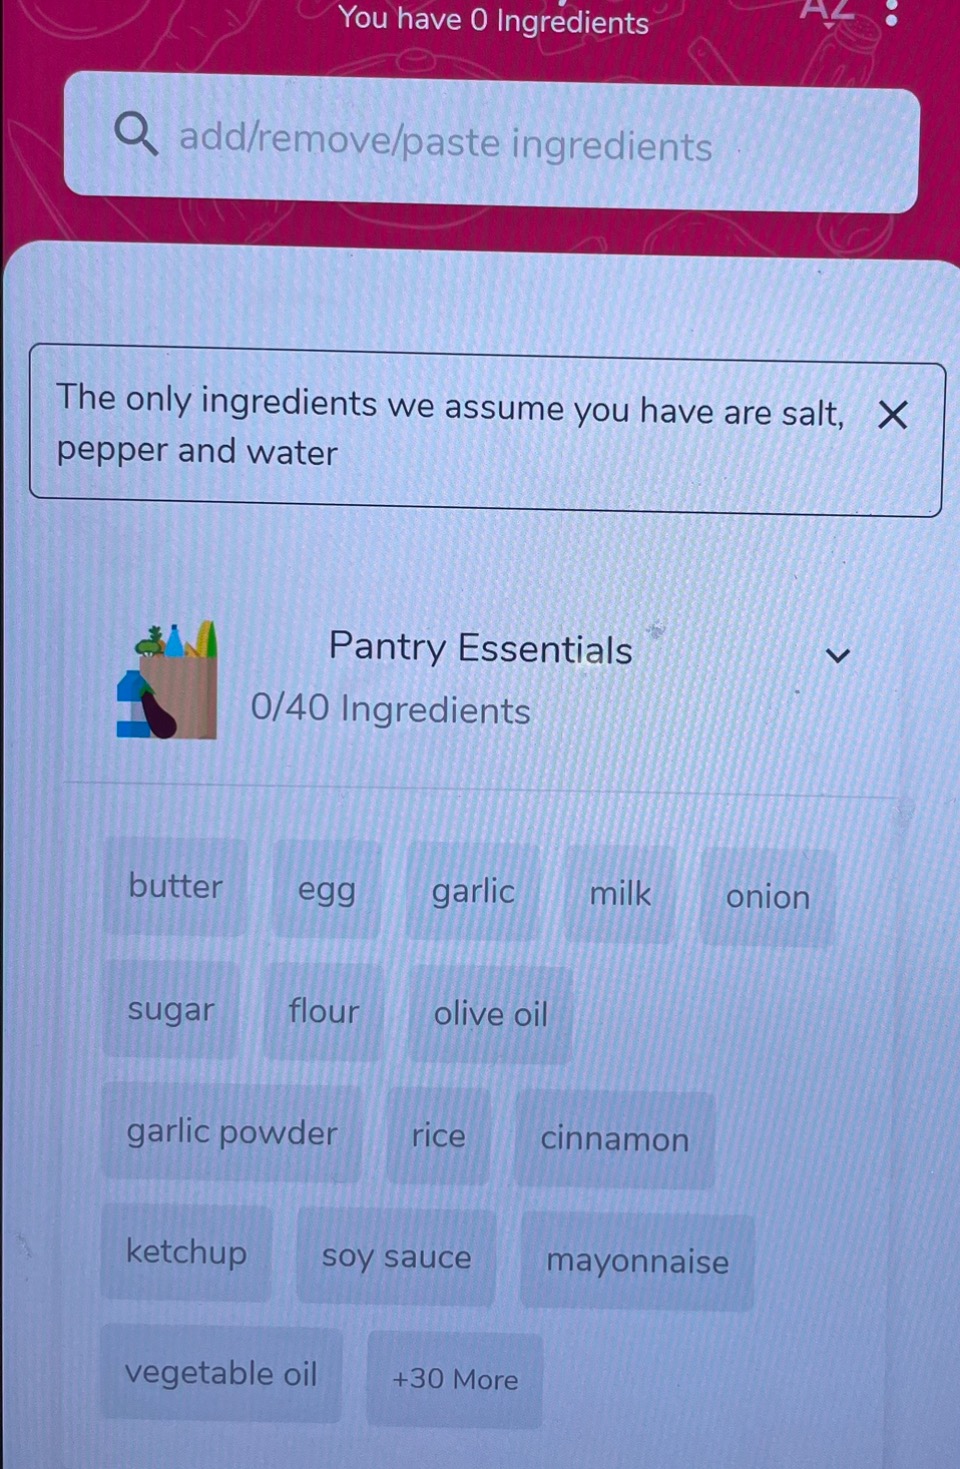 You have 0 Ingredients
AZ
add/remove/paste ingredients
The only ingredients we assume you have are salt,
pepper and water
Pantry Essentials
0/40 Ingredients
butter egg garlic milk onion
sugar flour olive oil
garlic powder rice cinnamon
ketchup soy sauce mayonnaise
vegetable oil +30 More